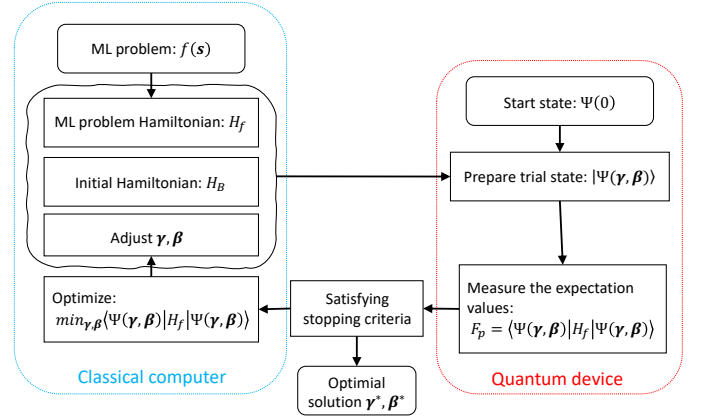 ML problem: f(s)
ML problem Hamiltonian: H_f
Initial Hamiltonian: H_B
Adjust γ, β
Optimize:
min_{γ,β}⟨Ψ(γ, β)|H_f|Ψ(γ, β)⟩
Classical computer
Satisfying
stopping criteria
Optimial
solution γ*, β*
Start state: Ψ(0)
Prepare trial state: |Ψ(γ, β)⟩
Measure the expectation
values:
F_p = ⟨Ψ(γ, β)|H_f|Ψ(γ, β)⟩
Quantum device